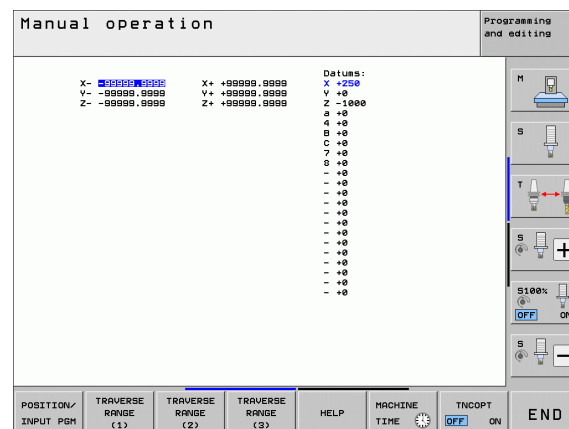 Manual operation
Programming
and editing
X- -99999.9999 X+ +99999.9999
Y- -99999.9999 Y+ +99999.9999
Z- -99999.9999 Z+ +99999.9999
Datums:
X +250
Y +0
Z -1000
a +0
4 +0
B +0
C +0
7 +0
8 +0
- +0
- +0
- +0
- +0
- +0
- +0
- +0
- +0
- +0
- +0
- +0
- +0
- +0
M
S
T
S
+
S100%
OFF ON
S
-
POSITION/
INPUT PGM
TRAVERSE
RANGE
(1)
TRAVERSE
RANGE
(2)
TRAVERSE
RANGE
(3)
HELP
MACHINE
TIME
TNCOPT
OFF ON
END